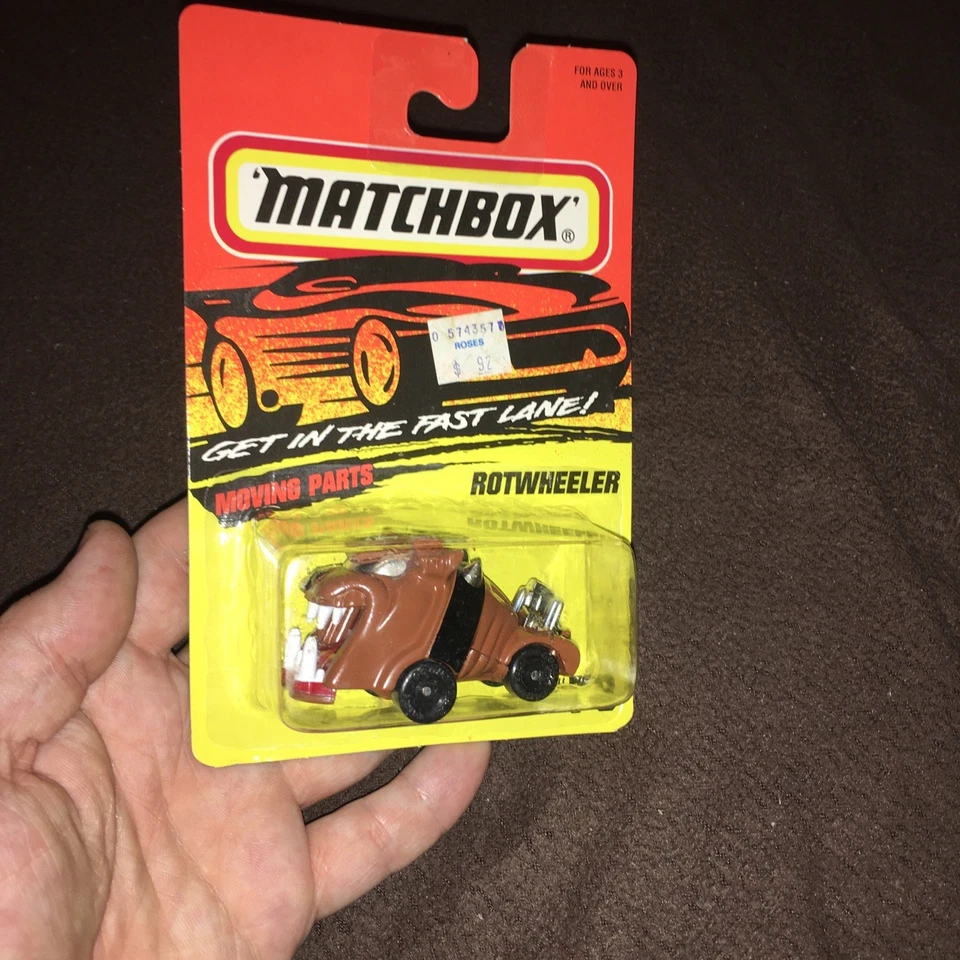 FOR AGES 3
AND OVER
'MATCHBOX'®
0 574357
ROSES
$ .92
GET IN THE FAST LANE!
MOVING PARTS
ROTWHEELER